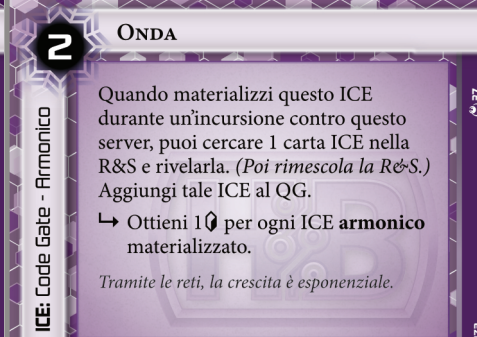 2
Onda
ICE: Code Gate - Armonico
Quando materializzi questo ICE
durante un'incursione contro questo
server, puoi cercare 1 carta ICE nella
R&S e rivelarla. (Poi rimescola la R&S.)
Aggiungi tale ICE al QG.
↳ Ottieni 1 per ogni ICE armonico
materializzato.
Tramite le reti, la crescita è esponenziale.